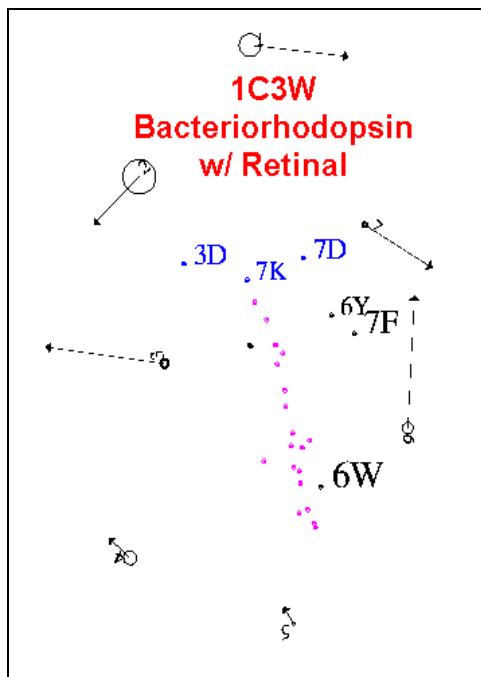 1C3W
Bacteriorhodopsin
w/ Retinal
3D
7K
7D
6Y
7F
6W